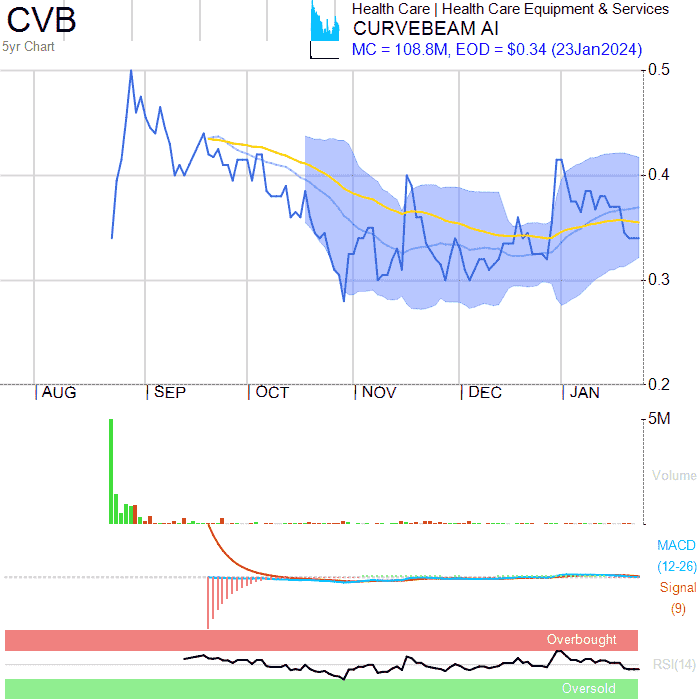 CVB
5yr Chart
Health Care | Health Care Equipment & Services
CURVEBEAM AI
MC = 108.8M, EOD = $0.34 (23Jan2024)
0.5
0.4
0.3
0.2
AUG SEP OCT NOV DEC JAN
5M
Volume
MACD
(12-26)
Signal
(9)
Overbought
RSI(14)
Oversold